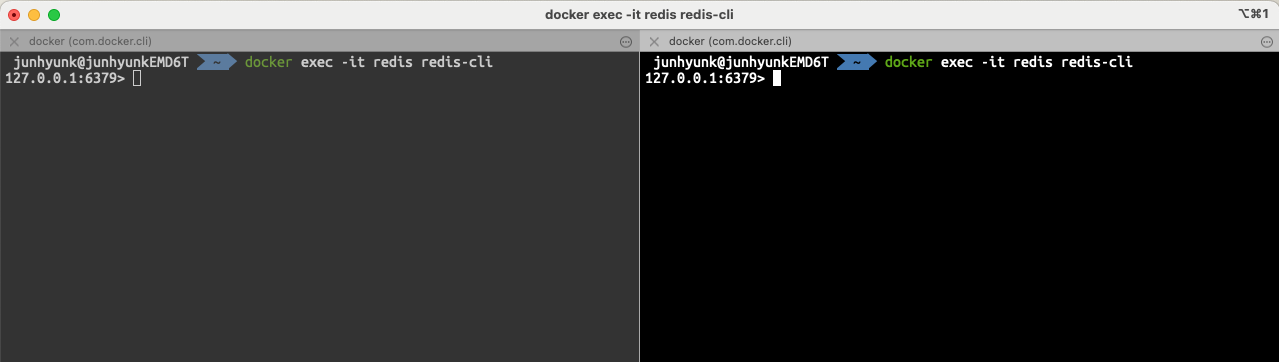 docker exec -it redis redis-cli
⌥⌘1
docker (com.docker.cli)
junhyunk@junhyunkEMD6T ~ docker exec -it redis redis-cli
127.0.0.1:6379>
docker (com.docker.cli)
junhyunk@junhyunkEMD6T ~ docker exec -it redis redis-cli
127.0.0.1:6379>